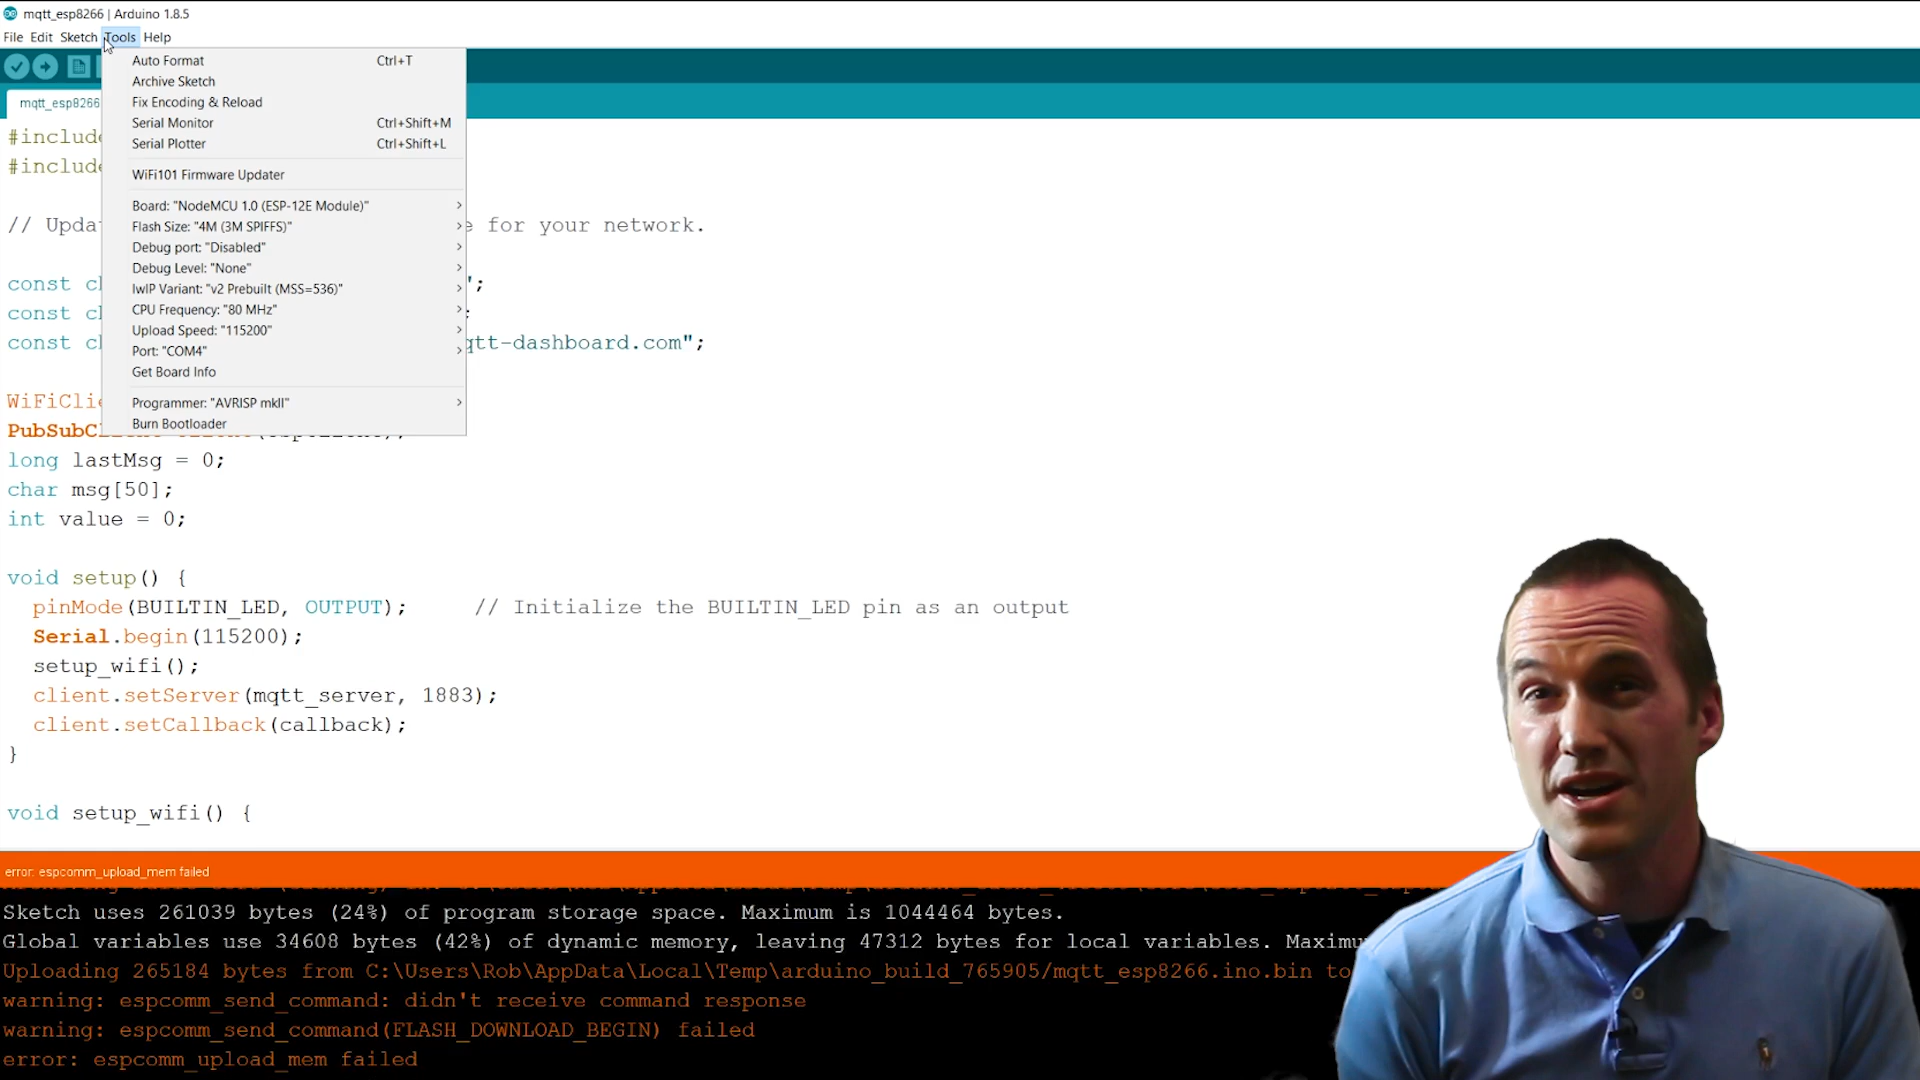 mqtt_esp8266 | Arduino 1.8.5
File Edit Sketch Tools Help
Auto Format Ctrl+T
Archive Sketch
Fix Encoding & Reload
Serial Monitor Ctrl+Shift+M
Serial Plotter Ctrl+Shift+L
WiFi101 Firmware Updater
Board: "NodeMCU 1.0 (ESP-12E Module)"
Flash Size: "4M (3M SPIFFS)"
Debug port: "Disabled"
Debug Level: "None"
lwIP Variant: "v2 Prebuilt (MSS=536)"
CPU Frequency: "80 MHz"
Upload Speed: "115200"
Port: "COM4"
Get Board Info
Programmer: "AVRISP mkII"
Burn Bootloader
mqtt_esp8266
#include
#include
// Upda e for your network.
const c ";
const c ;
const c qtt-dashboard.com";
WiFiClie
PubSubC
long lastMsg = 0;
char msg[50];
int value = 0;
void setup() {
pinMode(BUILTIN_LED, OUTPUT); // Initialize the BUILTIN_LED pin as an output
Serial.begin(115200);
setup_wifi();
client.setServer(mqtt_server, 1883);
client.setCallback(callback);
}
void setup_wifi() {
error: espcomm_upload_mem failed
Sketch uses 261039 bytes (24%) of program storage space. Maximum is 1044464 bytes.
Global variables use 34608 bytes (42%) of dynamic memory, leaving 47312 bytes for local variables. Maximu
Uploading 265184 bytes from C:\Users\Rob\AppData\Local\Temp\arduino_build_765905/mqtt_esp8266.ino.bin to
warning: espcomm_send_command: didn't receive command response
warning: espcomm_send_command(FLASH_DOWNLOAD_BEGIN) failed
error: espcomm_upload_mem failed